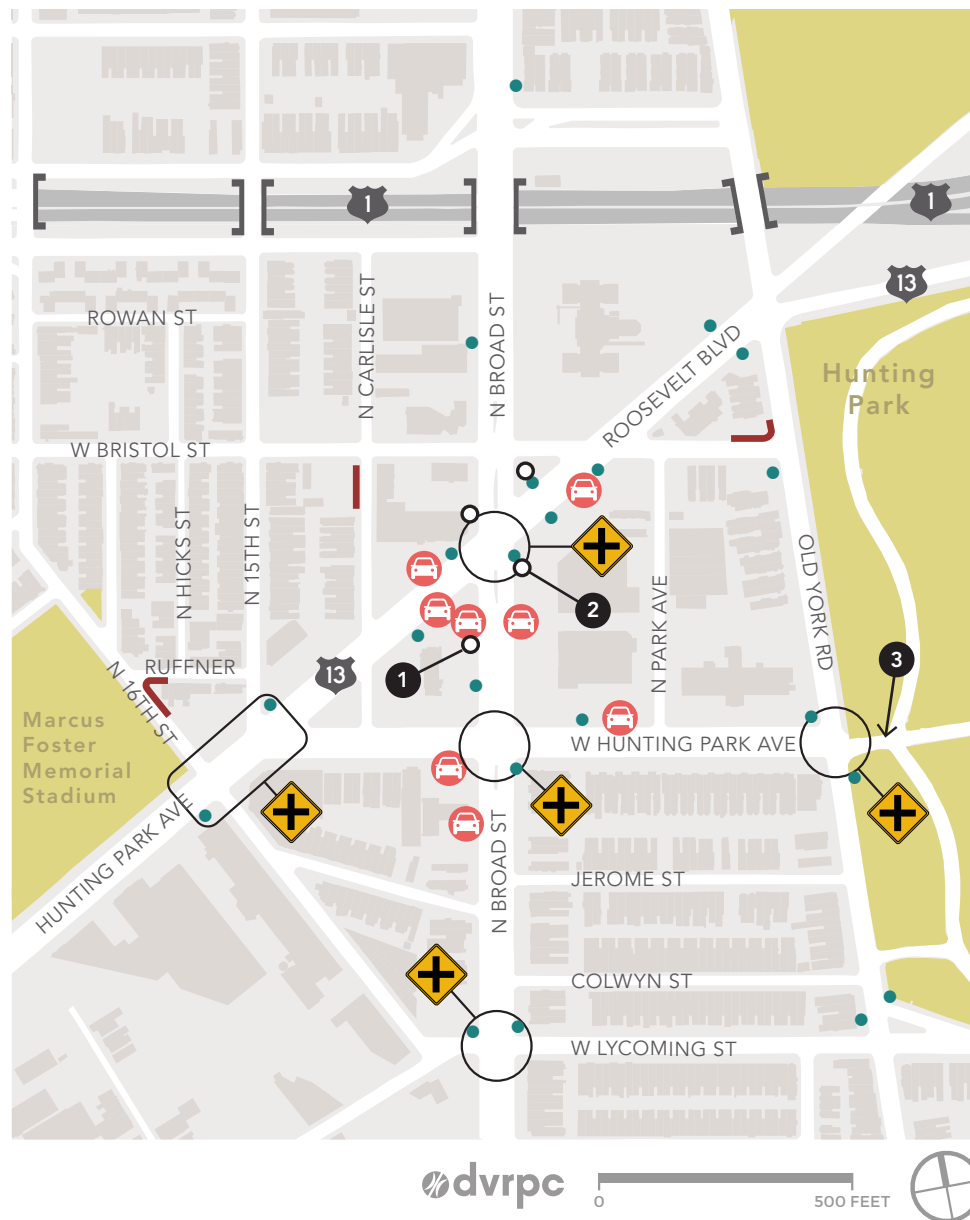 1
1
13
ROWAN ST
N CARLISLE ST
N BROAD ST
ROOSEVELT BLVD
Hunting
Park
W BRISTOL ST
N HICKS ST
N 15TH ST
OLD YORK RD
2
N PARK AVE
RUFFNER
13
1
3
N 16TH ST
Marcus
Foster
Memorial
Stadium
W HUNTING PARK AVE
HUNTING PARK AVE
N BROAD ST
JEROME ST
COLWYN ST
W LYCOMING ST
dvrpc
0
500 FEET